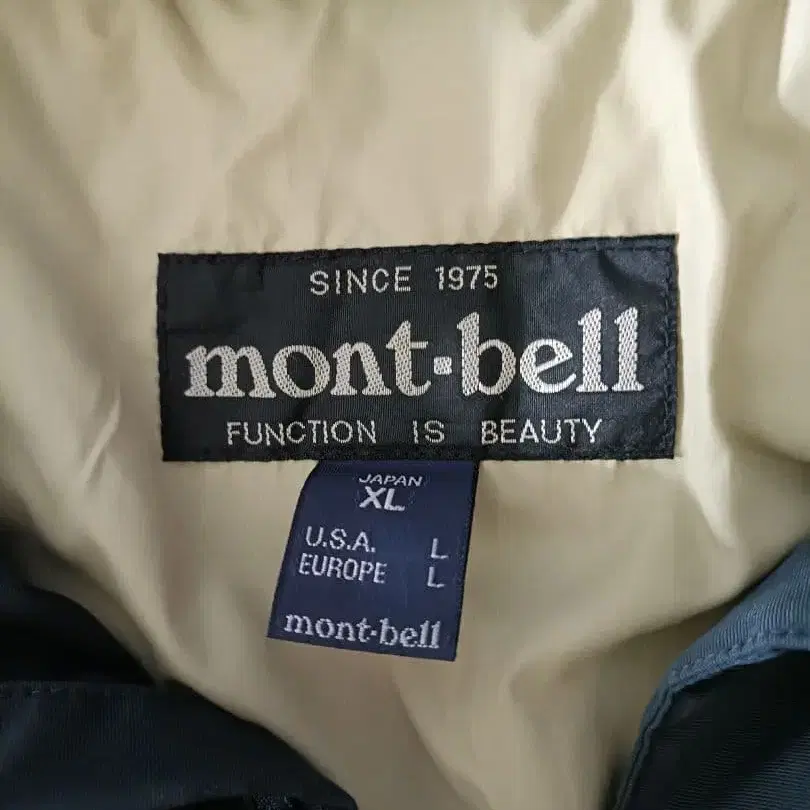 SINCE 1975
mont-bell
FUNCTION IS BEAUTY
JAPAN
XL
U.S.A. L
EUROPE L
mont-bell